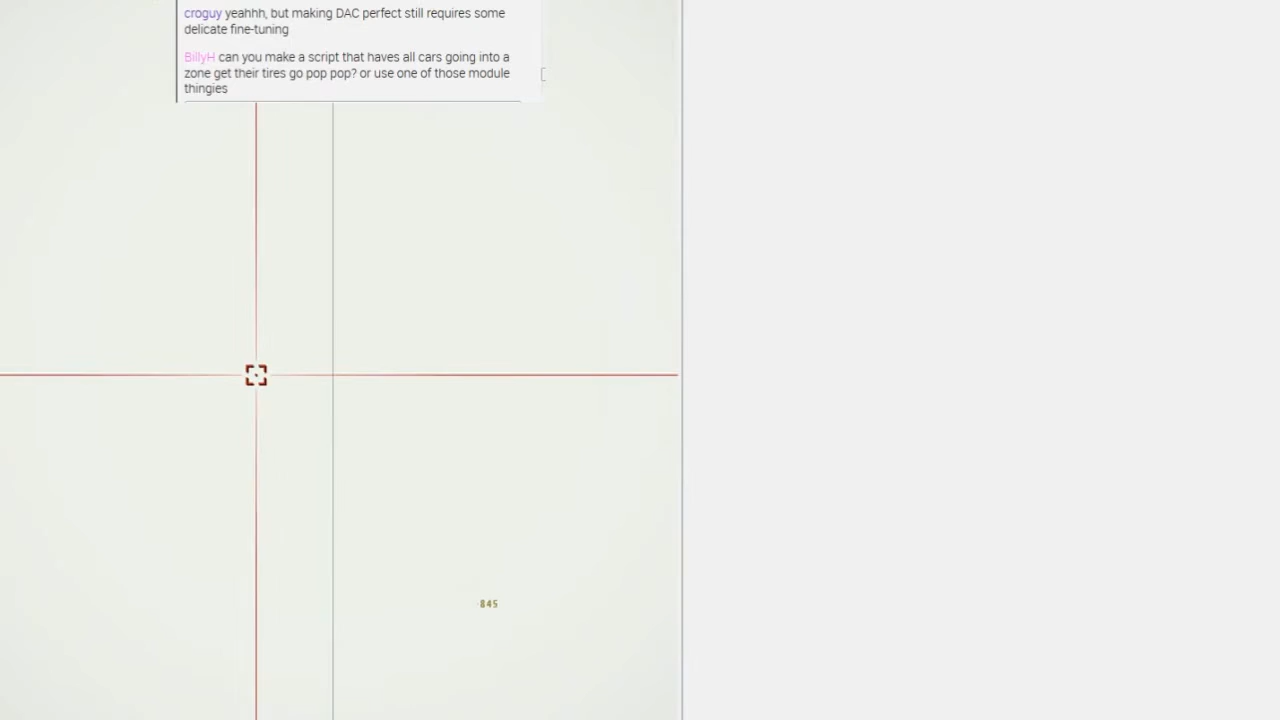 croguy yeahhh, but making DAC perfect still requires some
delicate fine-tuning
BillyH can you make a script that haves all cars going into a
zone get their tires go pop pop? or use one of those module
thingies
845